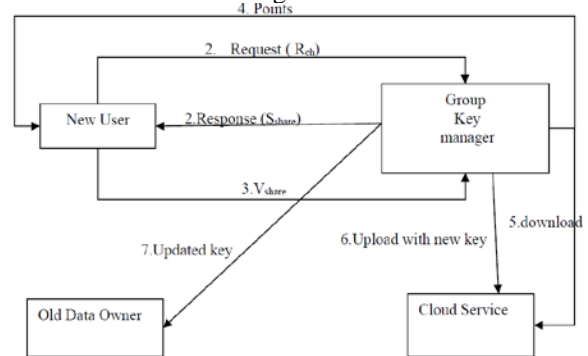 4. Points
2. Request ( Rch)
New User
Group
Key
manager
2.Response (Sshare)
3.Vshare
5.download
6.Upload with new key
7.Updated key
Old Data Owner
Cloud Service